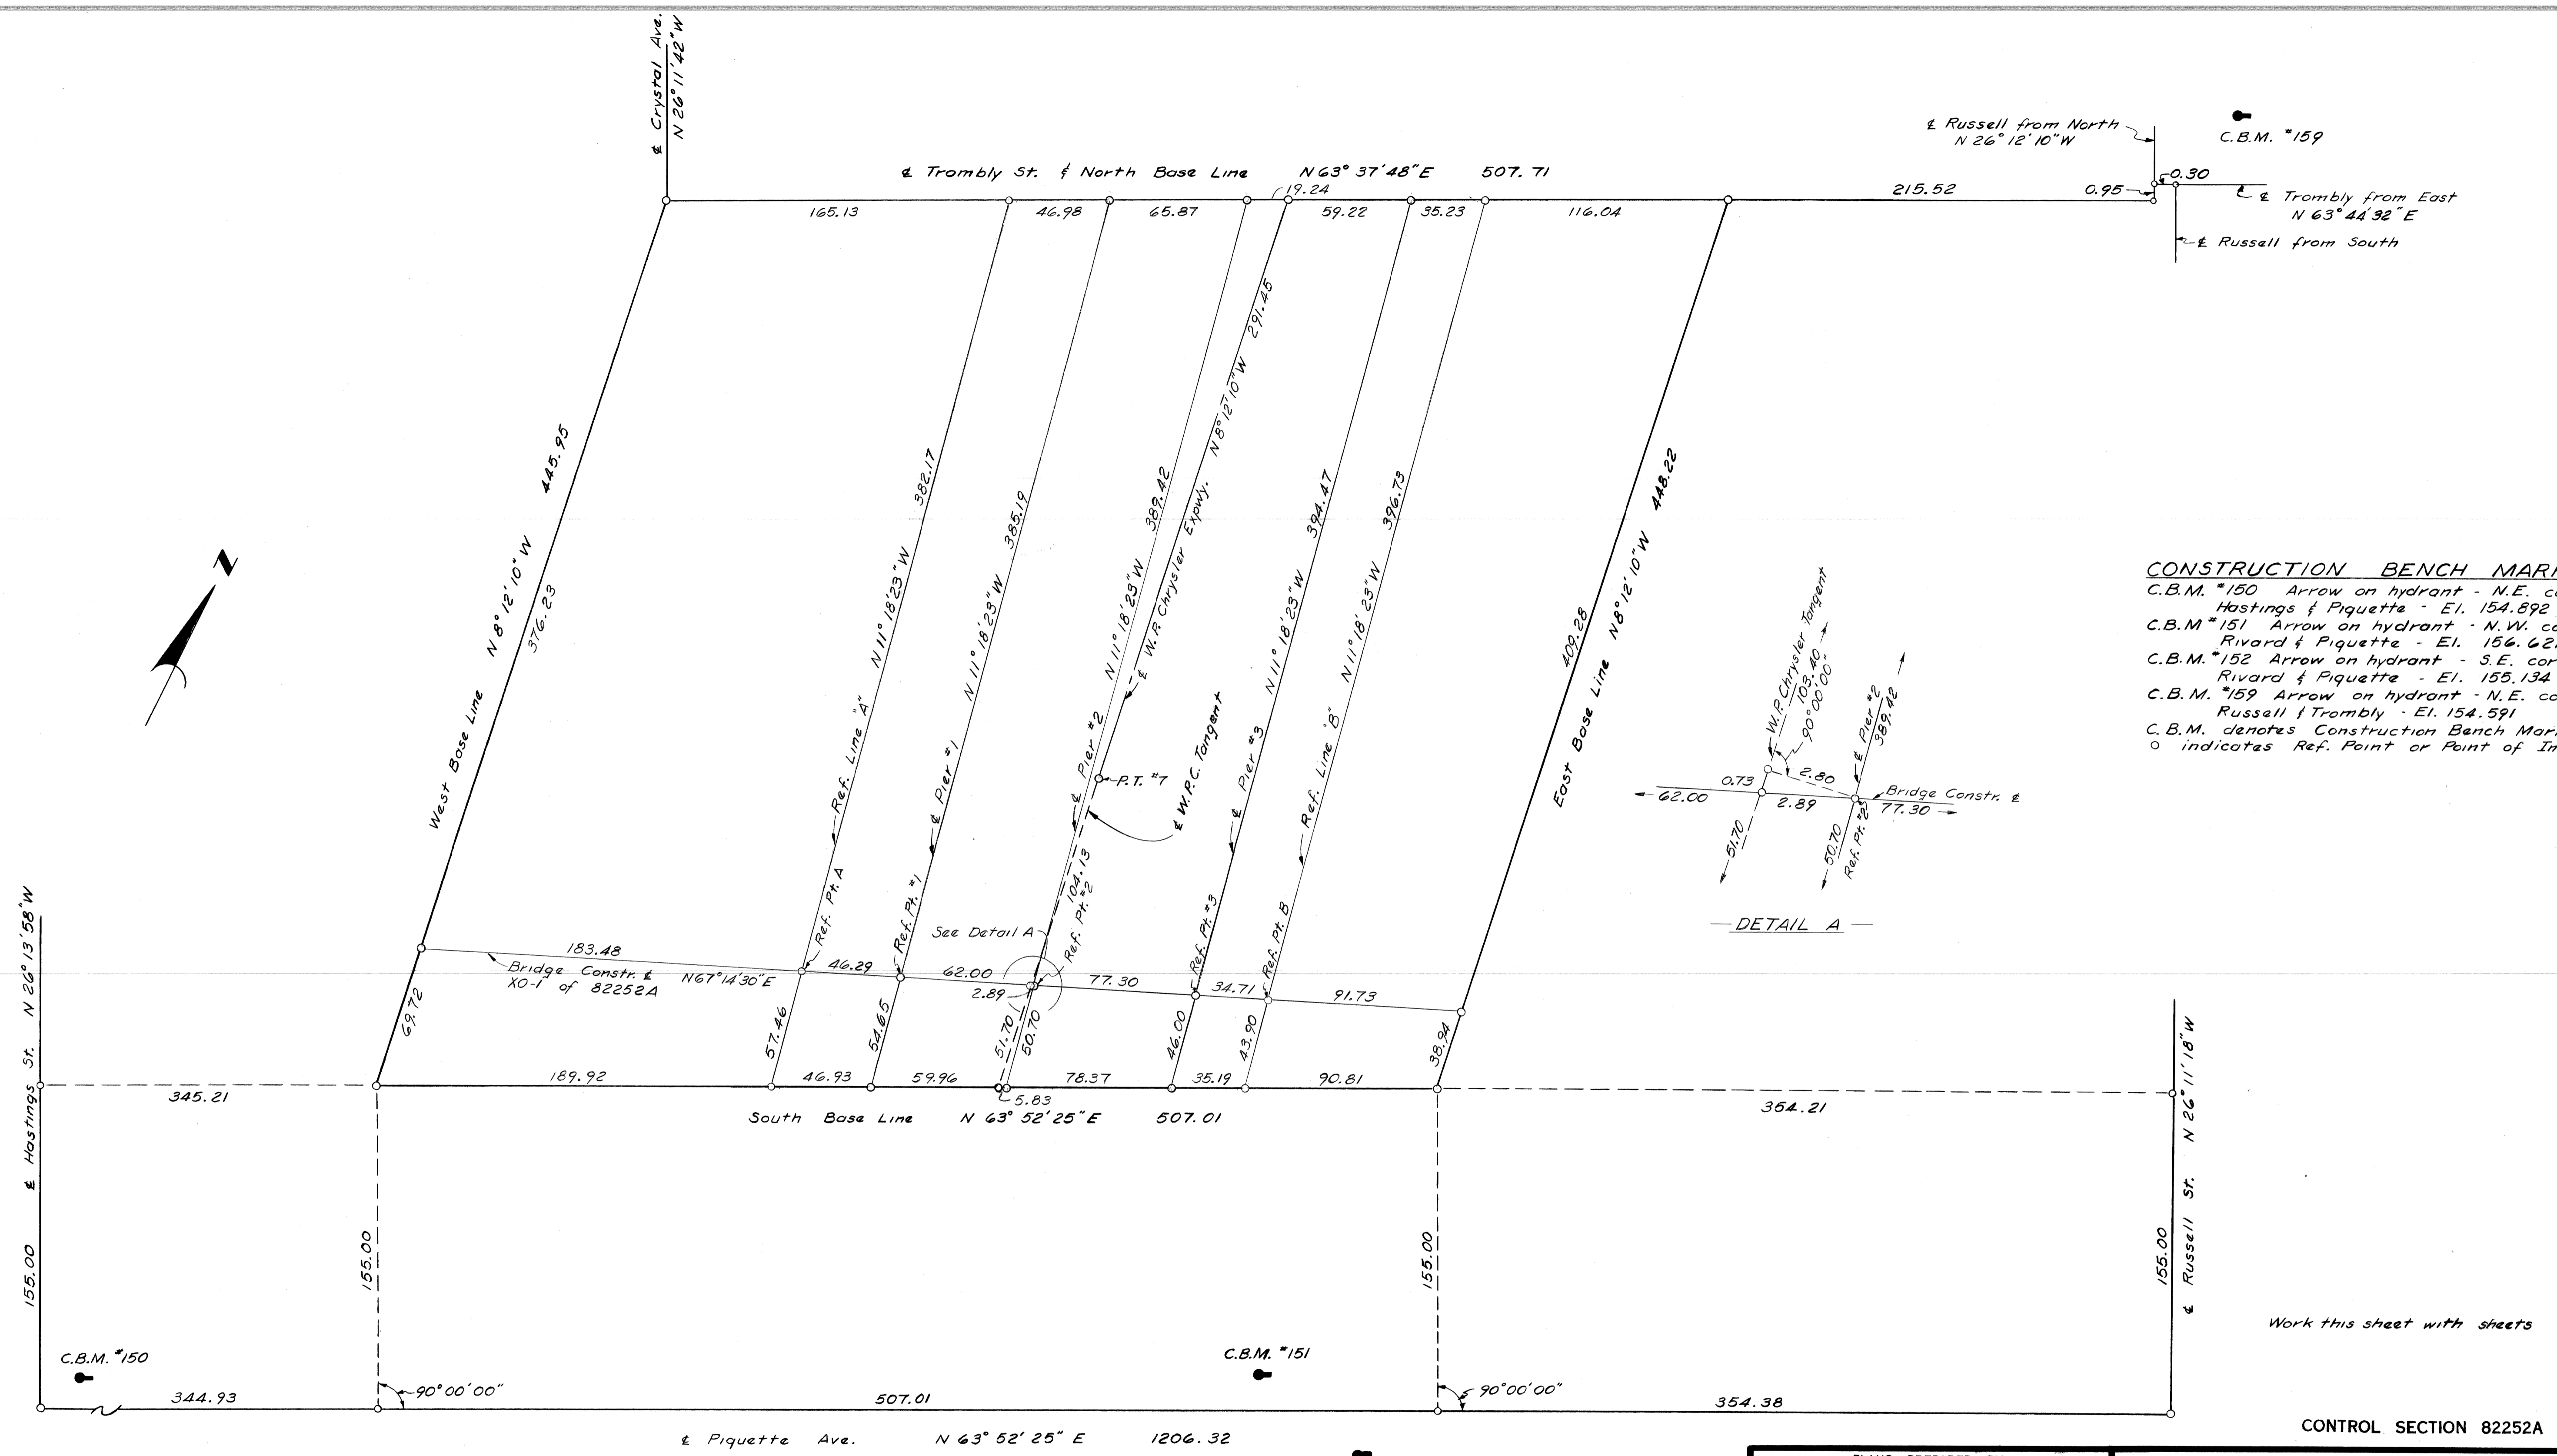 ℄ Crystal Ave.
N 26° 11' 42" W
℄ Trombly St. & North Base Line N 63° 37' 48" E 507.71
19.24
165.13
46.98
65.87
59.22
35.23
116.04
215.52
0.95
0.30
℄ Russell from North
N 26° 12' 10" W
C.B.M. #159
℄ Trombly from East
N 63° 44' 32" E
℄ Russell from South
West Base Line N 8° 12' 10" W 445.95
376.23
69.72
Ref. Line "A" N 11° 18' 23" W 382.17
℄ Pier #1 N 11° 18' 23" W 385.19
℄ Pier #2 N 11° 18' 23" W 389.42
℄ W.P. Chrysler Expwy. N 8° 12' 10" W 291.45
℄ Pier #3 N 11° 18' 23" W 394.47
Ref. Line "B" N 11° 18' 23" W 396.73
East Base Line N 8° 12' 10" W 448.22
409.28
38.94
P.T. #7
℄ W.P.C. Tangent
104.13
Ref. Pt. A
Ref. Pt. #1
See Detail A
Ref. Pt. #2
Ref. Pt. #3
Ref. Pt. B
183.48
Bridge Constr. ℄ N 67° 14' 30" E
XO-1 of 82252A
46.29
62.00
2.89
77.30
34.71
91.73
57.46
54.65
51.70
50.70
46.00
43.90
189.92
46.93
59.96
5.83
78.37
35.19
90.81
South Base Line N 63° 52' 25" E 507.01
345.21
354.21
℄ Hastings St. N 26° 13' 58" W
155.00
155.00
155.00
155.00
℄ Russell St. N 26° 11' 18" W
℄ W.P. Chrysler Tangent
103.40
90° 00' 00"
℄ Pier #2
389.42
0.73
2.80
62.00
2.89
Bridge Constr. ℄
77.30
51.70
50.70
Ref. Pt. #2
DETAIL A
CONSTRUCTION BENCH MAR
C.B.M. #150 Arrow on hydrant - N.E. co
Hastings & Piquette - El. 154.892
C.B.M #151 Arrow on hydrant - N.W. co
Rivard & Piquette - El. 156.62
C.B.M. #152 Arrow on hydrant - S.E. cor
Rivard & Piquette - El. 155.134
C.B.M. #159 Arrow on hydrant - N.E. co
Russell & Trombly - El. 154.591
C.B.M. denotes Construction Bench Mar
o indicates Ref. Point or Point of In
C.B.M. #150
C.B.M. #151
344.93
90° 00' 00"
507.01
90° 00' 00"
354.38
℄ Piquette Ave. N 63° 52' 25" E 1206.32
Work this sheet with sheets
CONTROL SECTION 82252A